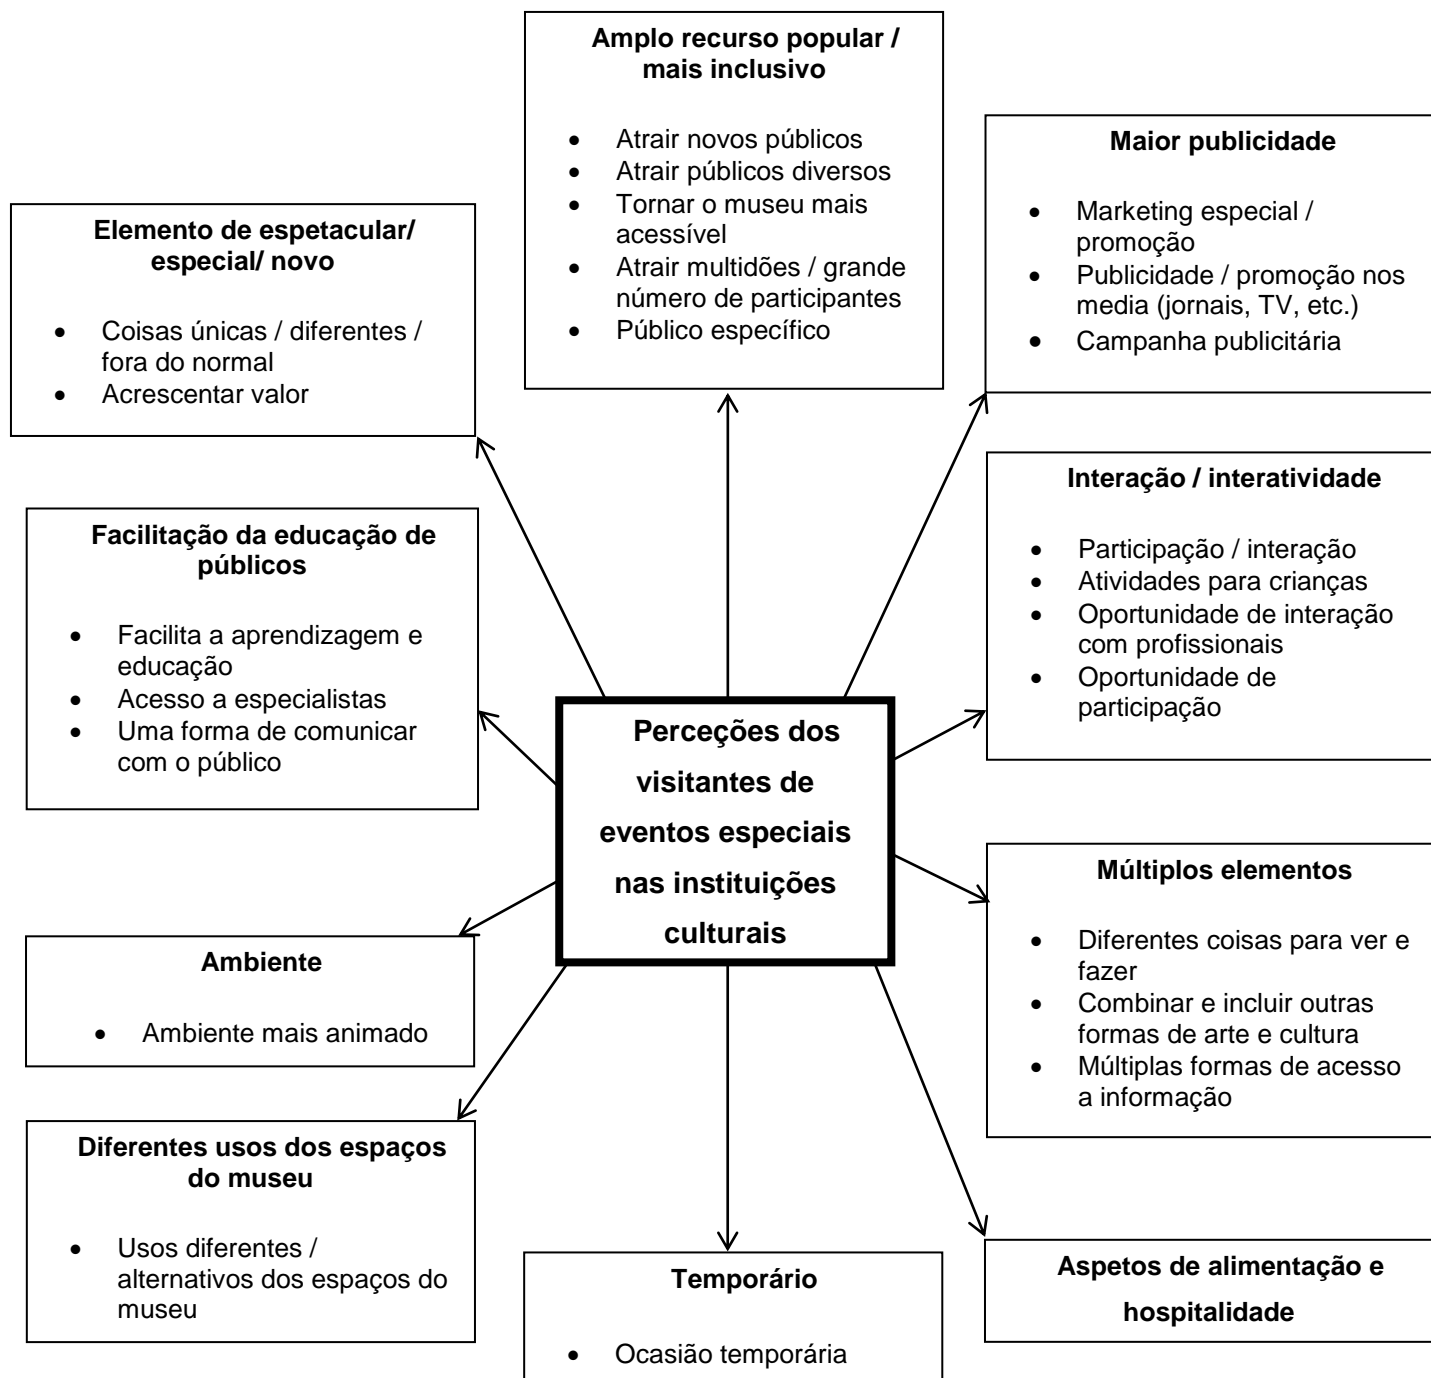 Amplo recurso popular /
mais inclusivo
• Atrair novos públicos
• Atrair públicos diversos
• Tornar o museu mais
acessível
• Atrair multidões / grande
número de participantes
• Público específico
Maior publicidade
• Marketing especial /
promoção
• Publicidade / promoção nos
media (jornais, TV, etc.)
• Campanha publicitária
Elemento de espetacular/
especial/ novo
• Coisas únicas / diferentes /
fora do normal
• Acrescentar valor
Interação / interatividade
• Participação / interação
• Atividades para crianças
• Oportunidade de interação
com profissionais
• Oportunidade de
participação
Facilitação da educação de
públicos
• Facilita a aprendizagem e
educação
• Acesso a especialistas
• Uma forma de comunicar
com o público
Perceções dos
visitantes de
eventos especiais
nas instituições
culturais
Múltiplos elementos
• Diferentes coisas para ver e
fazer
• Combinar e incluir outras
formas de arte e cultura
• Múltiplas formas de acesso
a informação
Ambiente
• Ambiente mais animado
Diferentes usos dos espaços
do museu
• Usos diferentes /
alternativos dos espaços do
museu
Temporário
• Ocasião temporária
Aspetos de alimentação e
hospitalidade